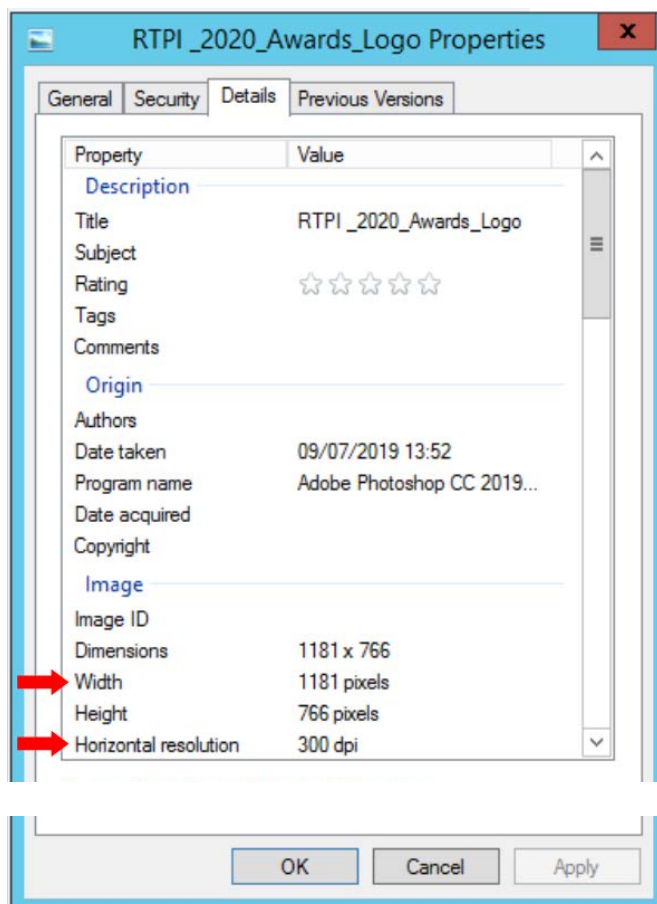 RTPI _2020_Awards_Logo Properties
x
General Security Details Previous Versions
Property Value
Description
Title RTPI _2020_Awards_Logo
Subject
Rating
Tags
Comments
Origin
Authors
Date taken 09/07/2019 13:52
Program name Adobe Photoshop CC 2019...
Date acquired
Copyright
Image
Image ID
Dimensions 1181 x 766
Width 1181 pixels
Height 766 pixels
Horizontal resolution 300 dpi
OK Cancel Apply